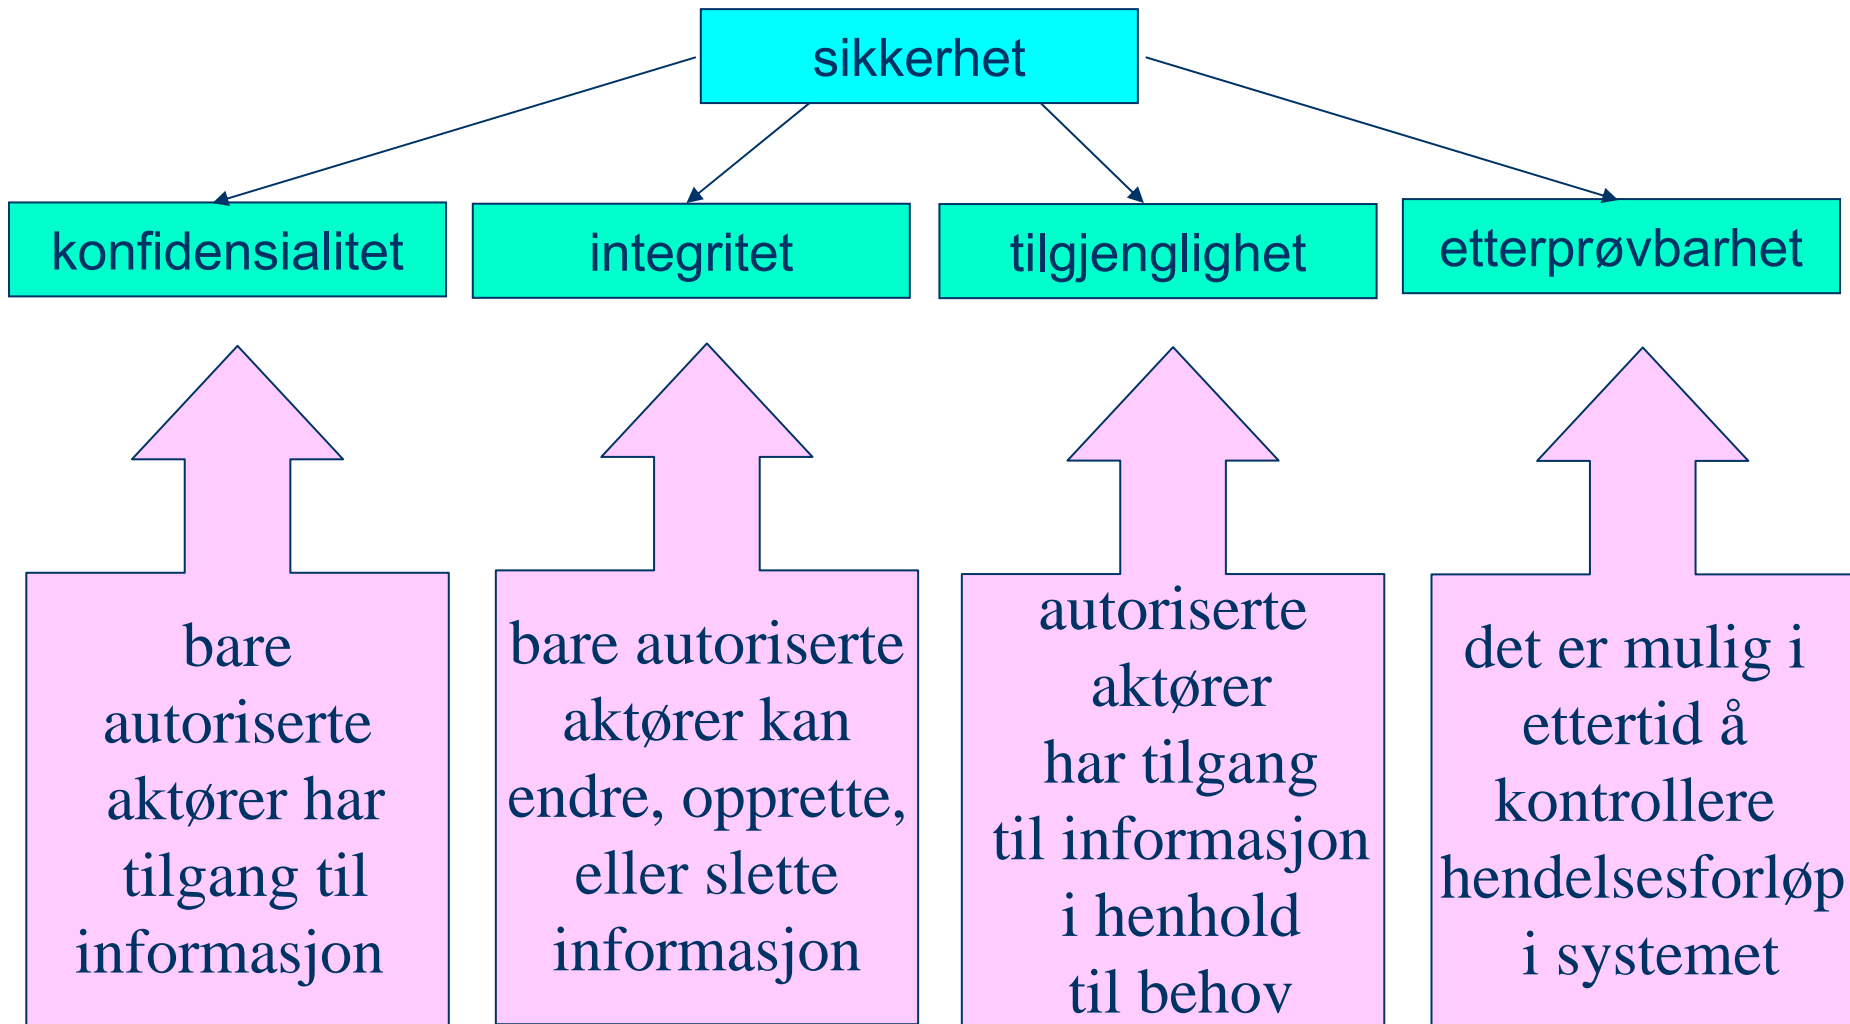 sikkerhet
konfidensialitet
integritet
tilgjenglighet
etterprøvbarhet
bare
autoriserte
aktører har
tilgang til
informasjon
bare autoriserte
aktører kan
endre, opprette,
eller slette
informasjon
autoriserte
aktører
har tilgang
til informasjon
i henhold
til behov
det er mulig i
ettertid å
kontrollere
hendelsesforløp
i systemet